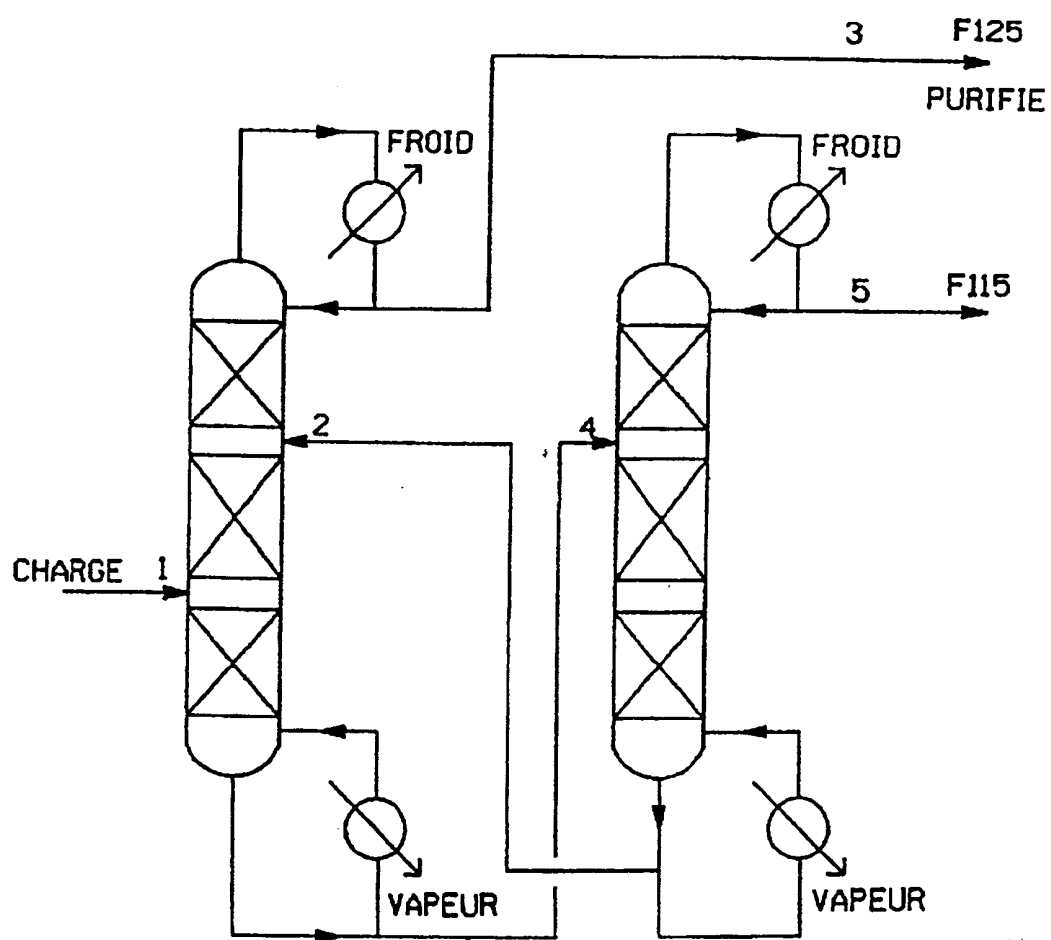 3 F125
PURIFIE
FROID
FROID
5 F115
2
4
CHARGE 1
VAPEUR
VAPEUR